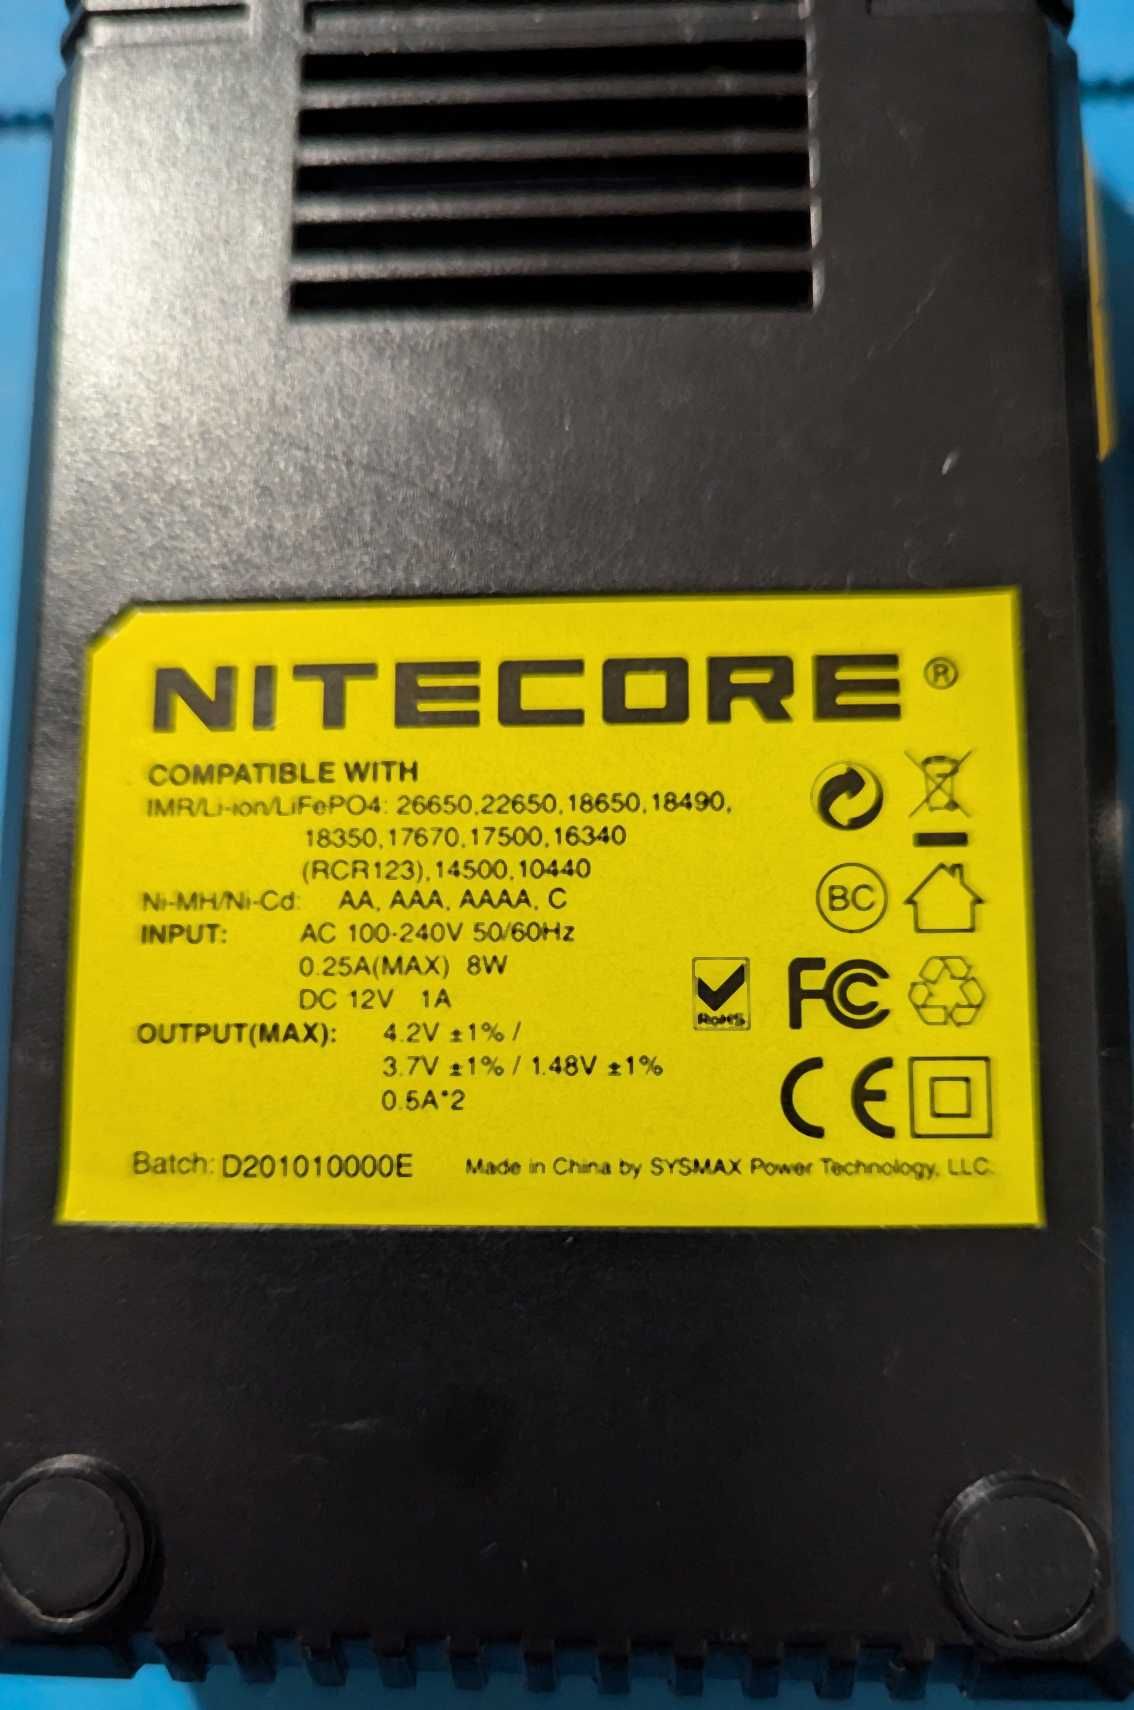 NITECORE ®
COMPATIBLE WITH
IMR/Li-ion/LiFePO4: 26650,22650,18650,18490,
18350,17670,17500,16340
(RCR123),14500,10440
Ni-MH/Ni-Cd: AA, AAA, AAAA, C
BC
INPUT: AC 100-240V 50/60Hz
0.25A(MAX) 8W
DC 12V 1A
RoHS FC
OUTPUT(MAX): 4.2V ±1% /
3.7V ±1% / 1.48V ±1%
0.5A*2
CE
Batch: D201010000E Made in China by SYSMAX Power Technology, LLC.